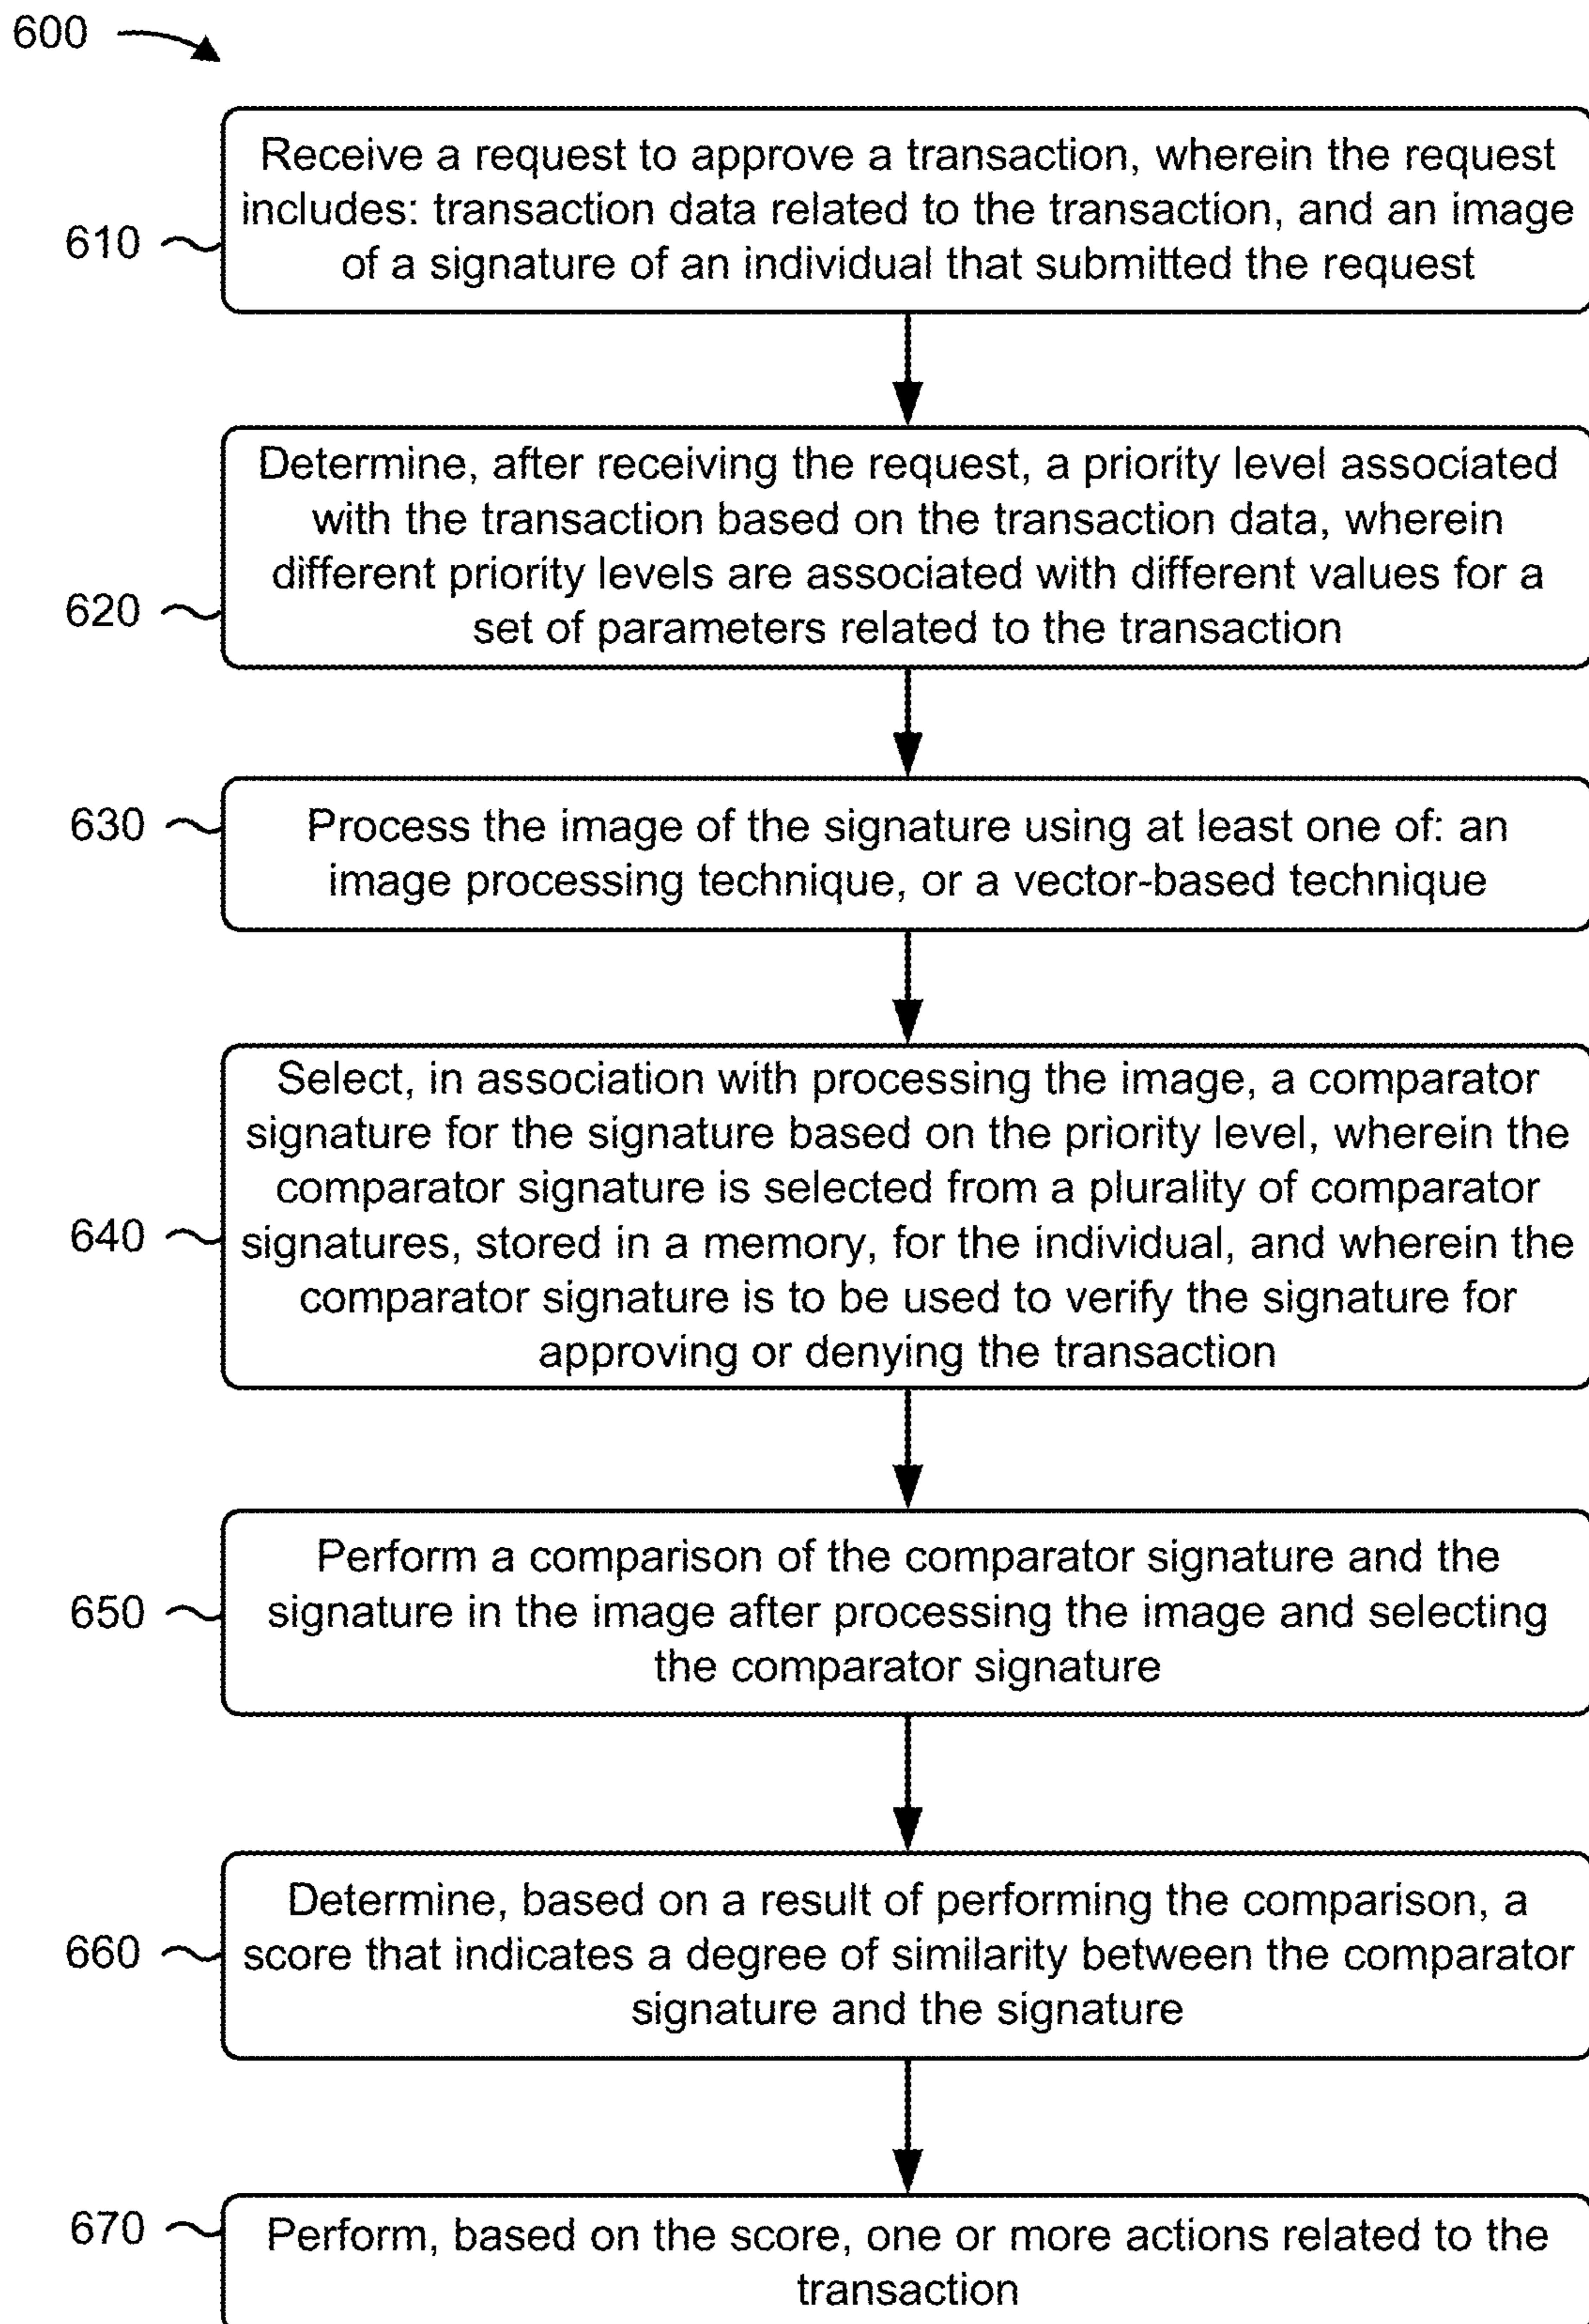 600
Receive a request to approve a transaction, wherein the request
includes: transaction data related to the transaction, and an image
of a signature of an individual that submitted the request
610
Determine, after receiving the request, a priority level associated
with the transaction based on the transaction data, wherein
different priority levels are associated with different values for a
set of parameters related to the transaction
620
Process the image of the signature using at least one of: an
image processing technique, or a vector-based technique
630
Select, in association with processing the image, a comparator
signature for the signature based on the priority level, wherein the
comparator signature is selected from a plurality of comparator
signatures, stored in a memory, for the individual, and wherein the
comparator signature is to be used to verify the signature for
approving or denying the transaction
640
Perform a comparison of the comparator signature and the
signature in the image after processing the image and selecting
the comparator signature
650
Determine, based on a result of performing the comparison, a
score that indicates a degree of similarity between the comparator
signature and the signature
660
Perform, based on the score, one or more actions related to the
transaction
670